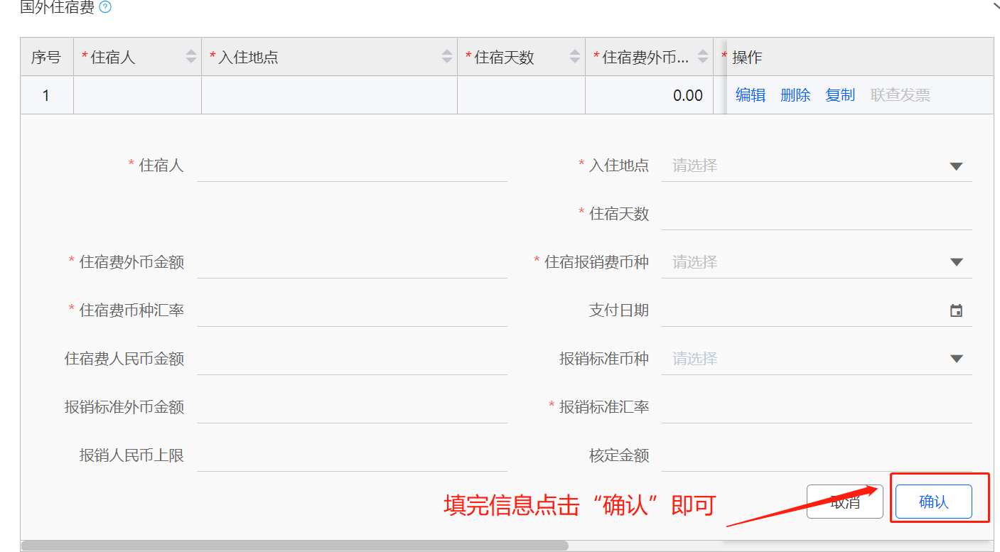 国外住宿费 ?
序号 *住宿人 *入住地点 *住宿天数 *住宿费外币... * 操作
1 0.00 编辑 删除 复制 联查发票
* 住宿人 * 入住地点 请选择
* 住宿天数
* 住宿费外币金额 * 住宿报销费币种 请选择
* 住宿费币种汇率 支付日期
住宿费人民币金额 报销标准币种 请选择
报销标准外币金额 * 报销标准汇率
报销人民币上限 核定金额
填完信息点击“确认”即可 取消 确认